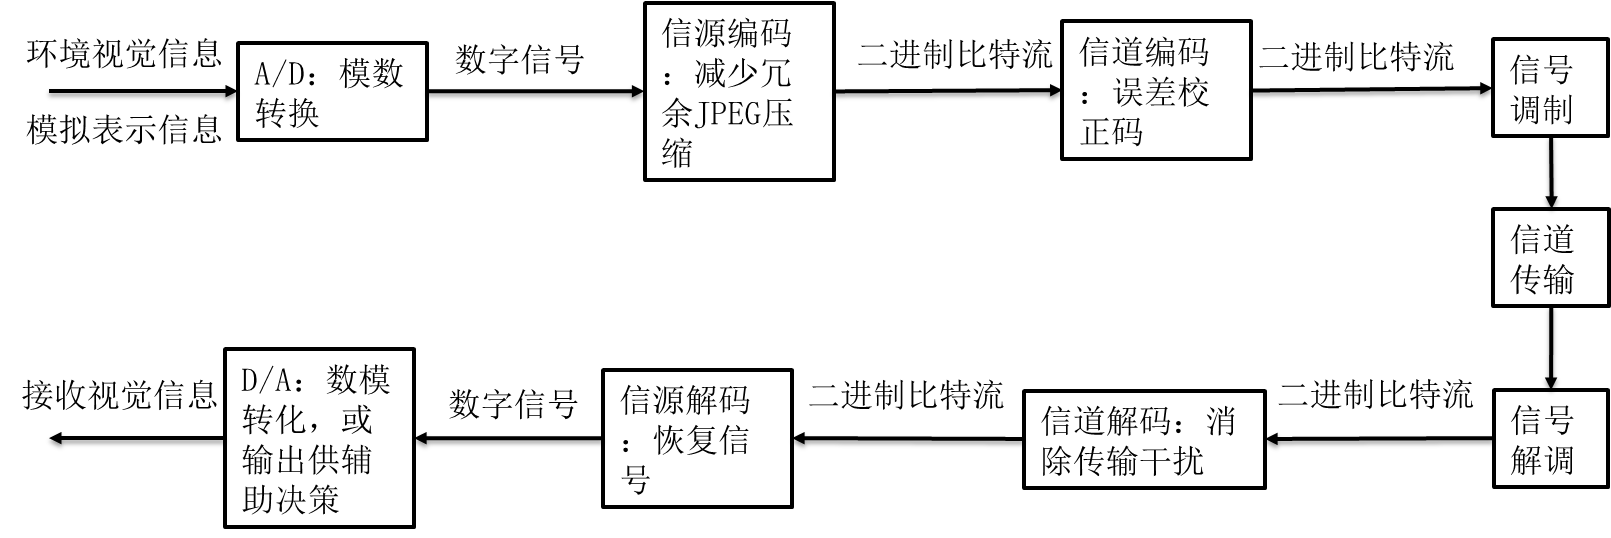 环境视觉信息
模拟表示信息
A/D：模数
转换
数字信号
信源编码
：减少冗
余JPEG压
缩
二进制比特流
信道编码
：误差校
正码
二进制比特流
信号
调制
信道
传输
信号
解调
二进制比特流
信道解码：消
除传输干扰
二进制比特流
信源解码
：恢复信
号
数字信号
D/A：数模
转化，或
输出供辅
助决策
接收视觉信息